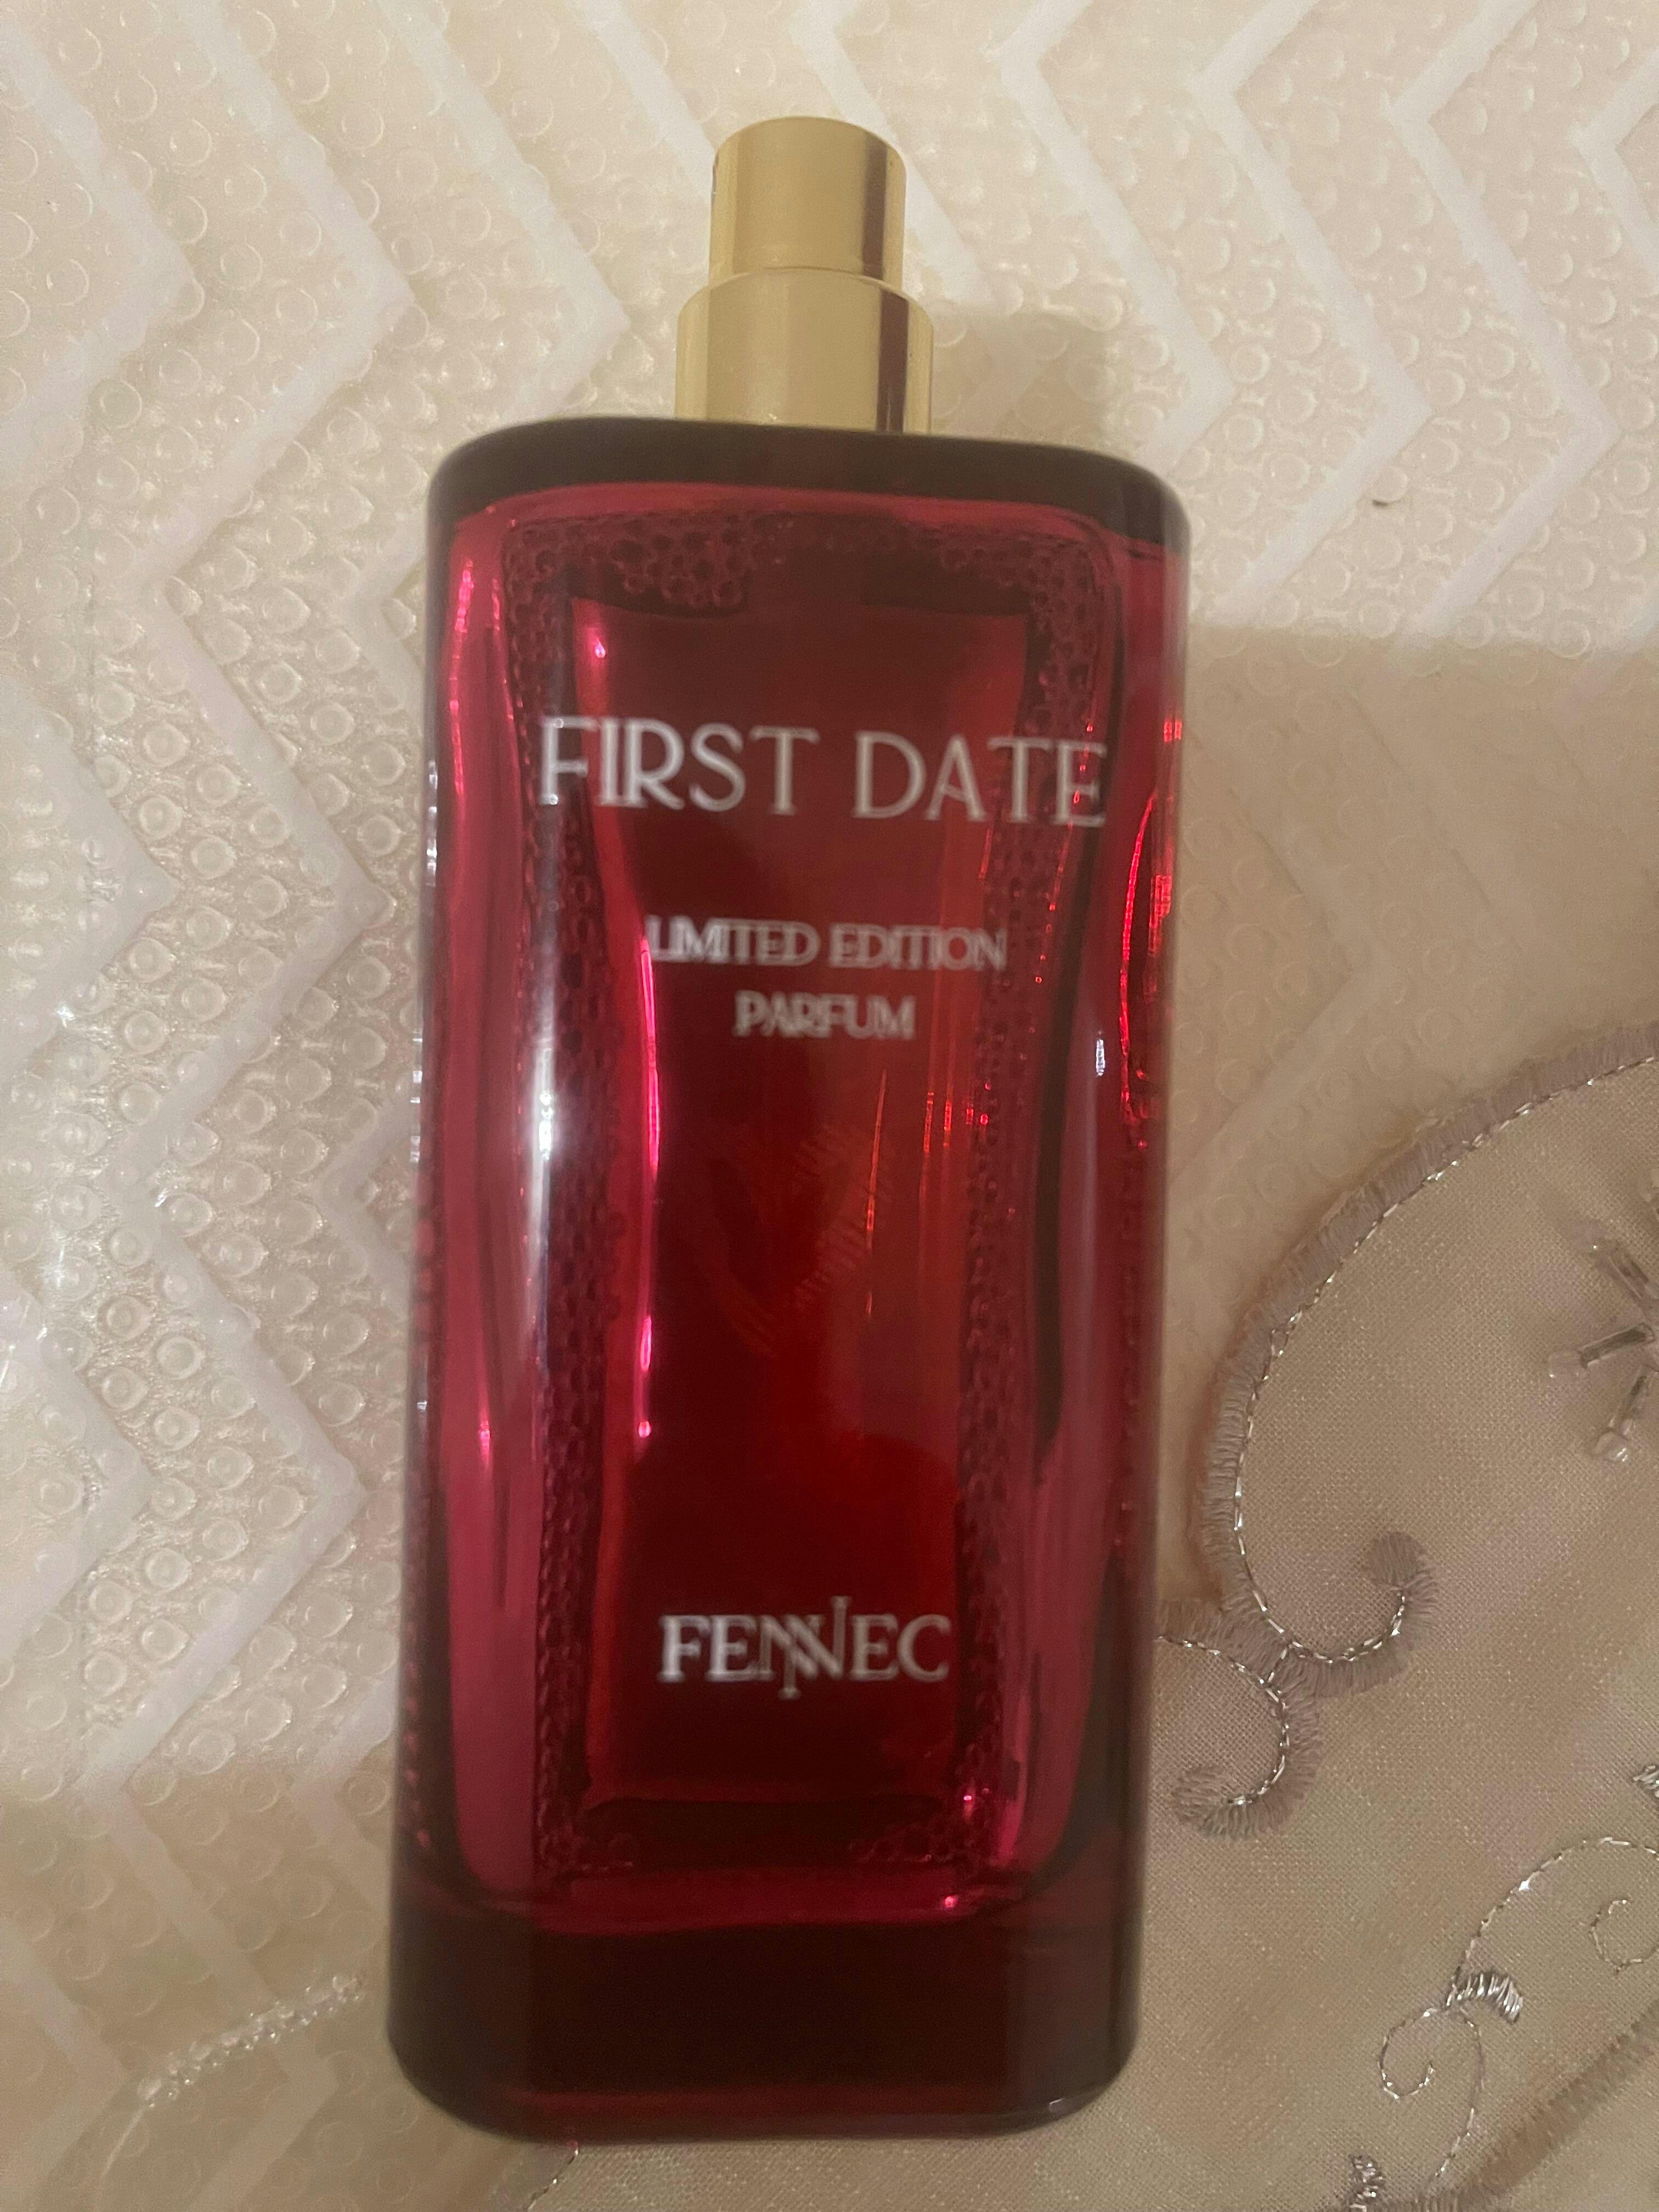 FIRST DATE
LIMITED EDITION
PARFUM
FENNEC